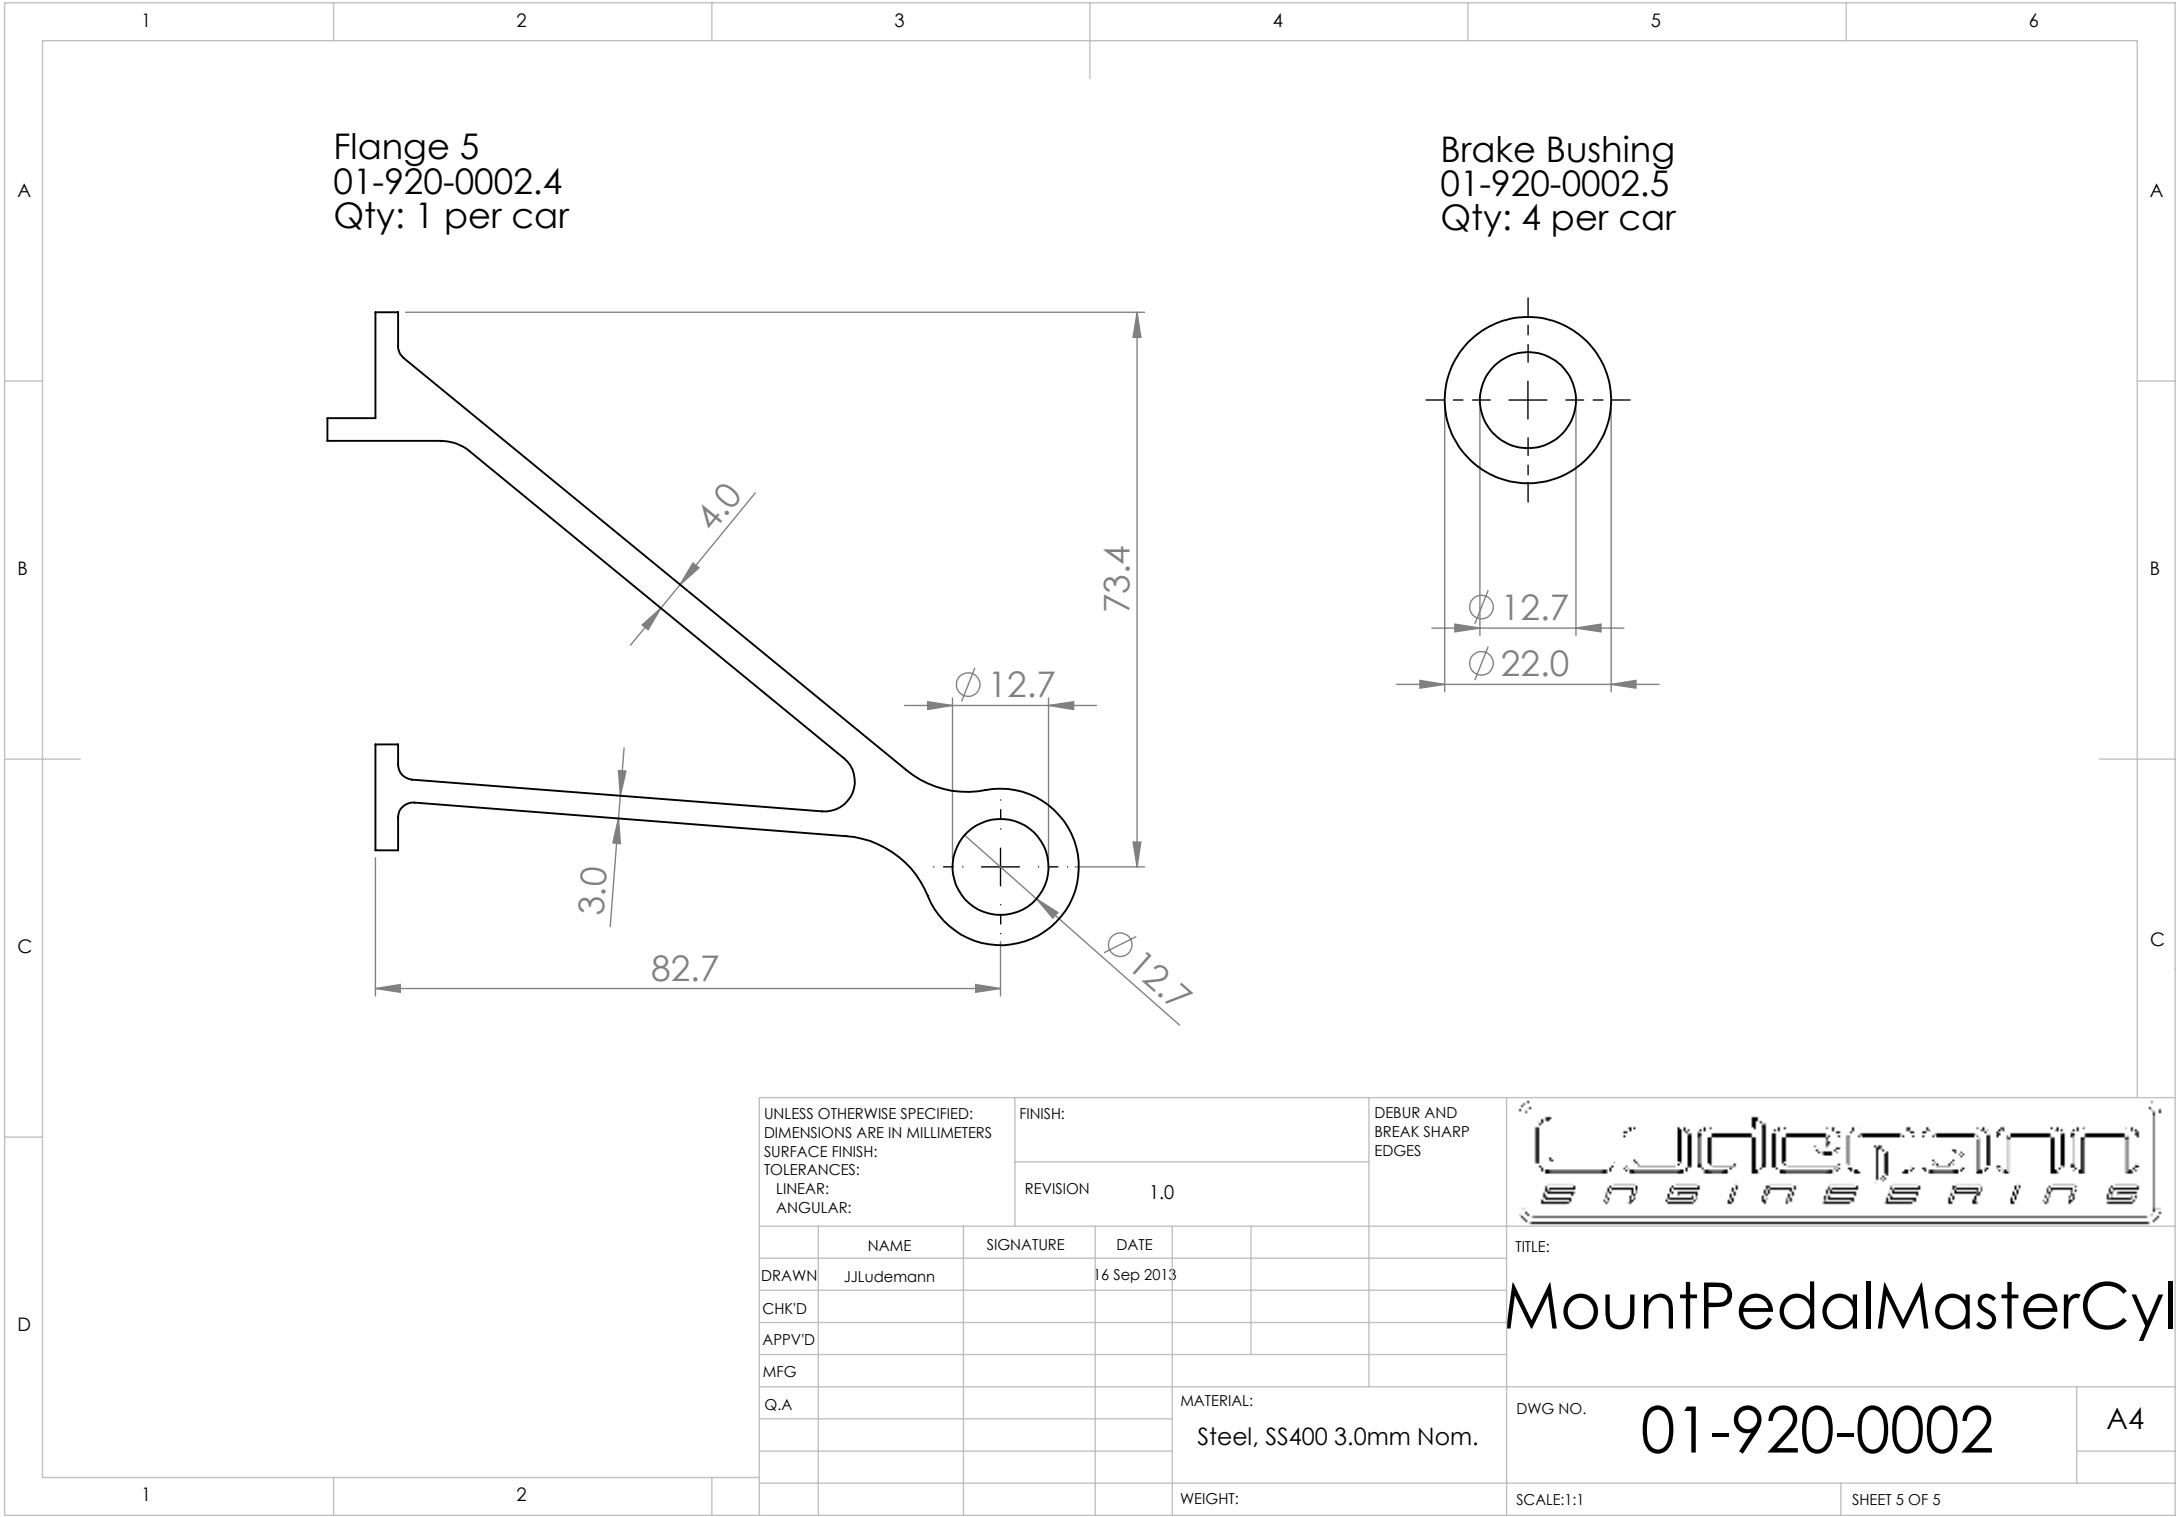 1 2 3 4 5 6
A A
B B
C C
D
1 2
Flange 5
01-920-0002.4
Qty: 1 per car
Brake Bushing
01-920-0002.5
Qty: 4 per car
4.0
73.4
∅12.7
3.0
82.7
∅12.7
∅12.7
∅22.0
UNLESS OTHERWISE SPECIFIED:
DIMENSIONS ARE IN MILLIMETERS
SURFACE FINISH:
TOLERANCES:
LINEAR:
ANGULAR:
FINISH:
REVISION 1.0
DEBUR AND
BREAK SHARP
EDGES
Ludemann
ENGINEERING
NAME SIGNATURE DATE
DRAWN JJLudemann 16 Sep 2013
CHK'D
APPV'D
MFG
Q.A
MATERIAL:
Steel, SS400 3.0mm Nom.
WEIGHT:
TITLE:
MountPedalMasterCyl
DWG NO. 01-920-0002 A4
SCALE:1:1
SHEET 5 OF 5